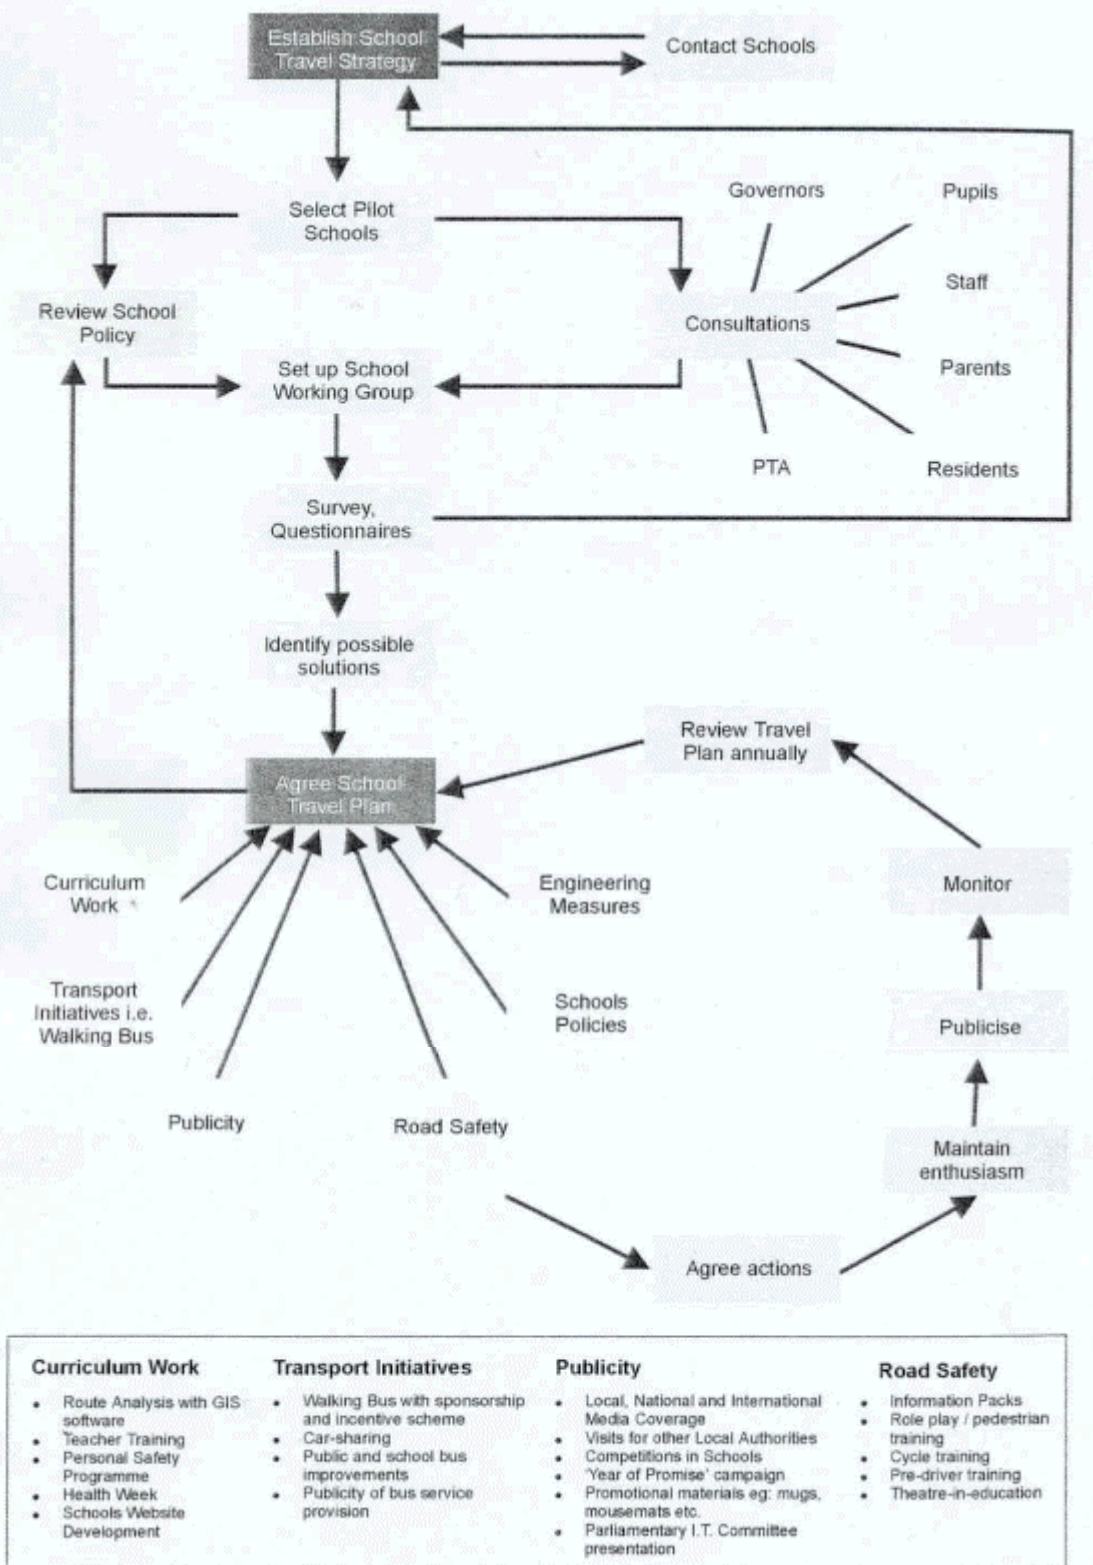 Establish School
Travel Strategy
Contact Schools
Select Pilot
Schools
Governors
Pupils
Staff
Review School
Policy
Consultations
Parents
Set up School
Working Group
PTA
Residents
Survey,
Questionnaires
Identify possible
solutions
Review Travel
Plan annually
Agree School
Travel Plan
Curriculum
Work
Engineering
Measures
Monitor
Transport
Initiatives i.e.
Walking Bus
Schools
Policies
Publicise
Publicity
Road Safety
Maintain
enthusiasm
Agree actions
Curriculum Work
• Route Analysis with GIS
software
• Teacher Training
• Personal Safety
Programme
• Health Week
• Schools Website
Development
Transport Initiatives
• Walking Bus with sponsorship
and incentive scheme
• Car-sharing
• Public and school bus
improvements
• Publicity of bus service
provision
Publicity
• Local, National and International
Media Coverage
• Visits for other Local Authorities
• Competitions in Schools
• 'Year of Promise' campaign
• Promotional materials eg: mugs,
mousemats etc.
• Parliamentary I.T. Committee
presentation
Road Safety
• Information Packs
• Role play / pedestrian
training
• Cycle training
• Pre-driver training
• Theatre-in-education